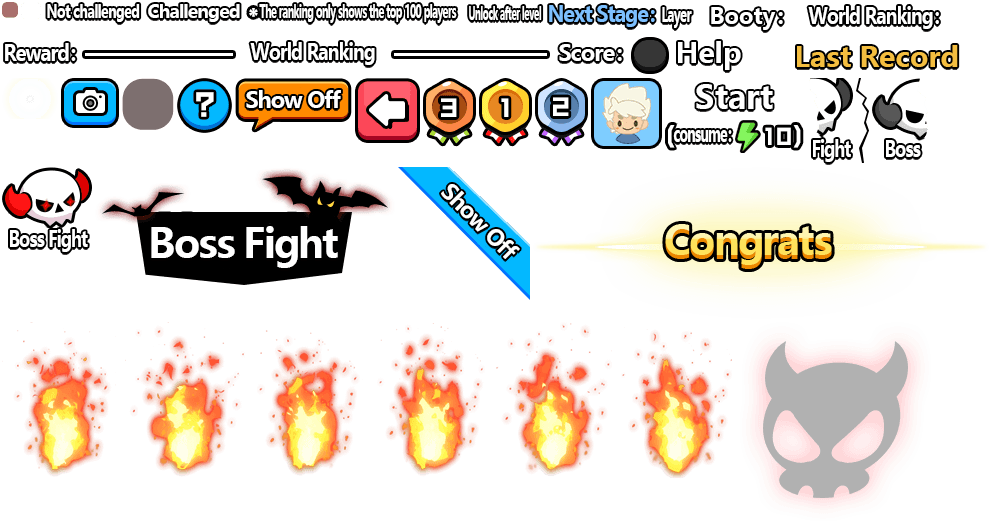 Not challenged
Challenged
* The ranking only shows the top 100 players
Unlock after level
Next Stage:
Layer
Booty:
World Ranking:
Reward:
World Ranking
Score:
Help
Last Record
?
Show Off
3
1
2
Start
(consume: 10)
Fight
Boss
Boss Fight
Boss Fight
Show Off
Congrats